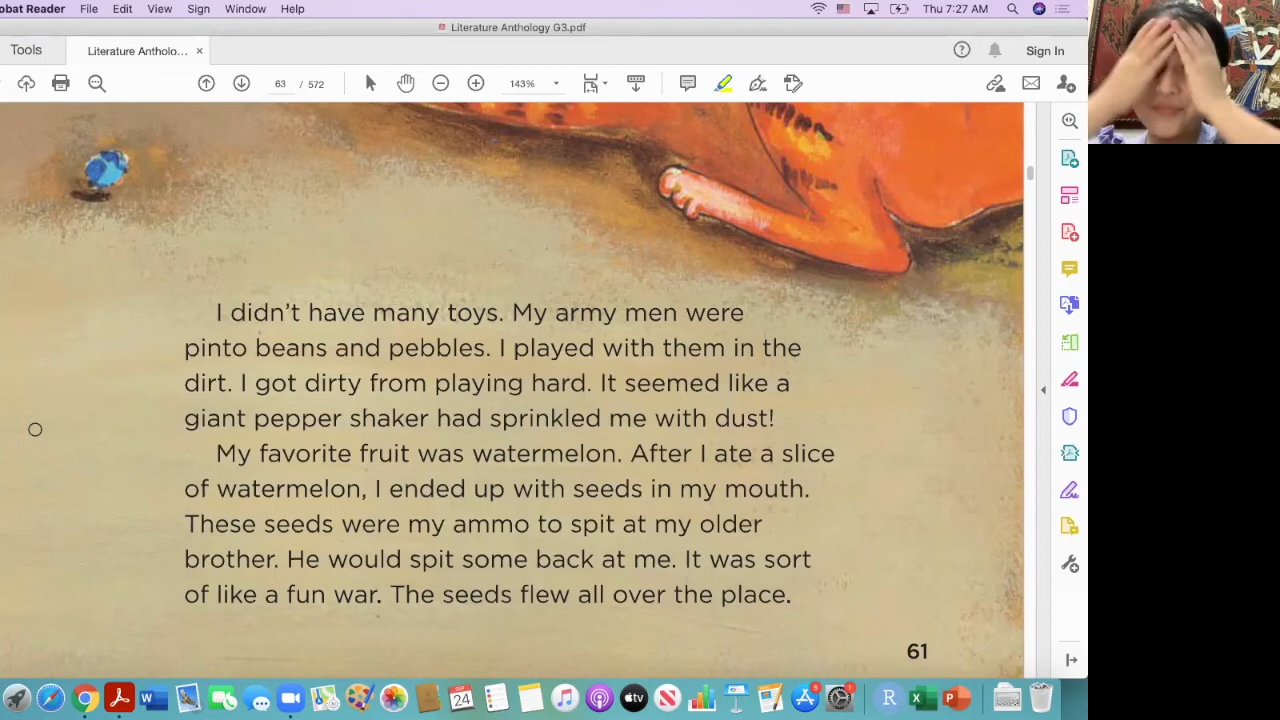 obat Reader File Edit View Sign Window Help Thu 7:27 AM
Literature Anthology G3.pdf
Tools Literature Antholo... × Sign In
63 / 572 143%
I didn't have many toys. My army men were
pinto beans and pebbles. I played with them in the
dirt. I got dirty from playing hard. It seemed like a
giant pepper shaker had sprinkled me with dust!
My favorite fruit was watermelon. After I ate a slice
of watermelon, I ended up with seeds in my mouth.
These seeds were my ammo to spit at my older
brother. He would spit some back at me. It was sort
of like a fun war. The seeds flew all over the place.
61
W SEP 24 tv R X P